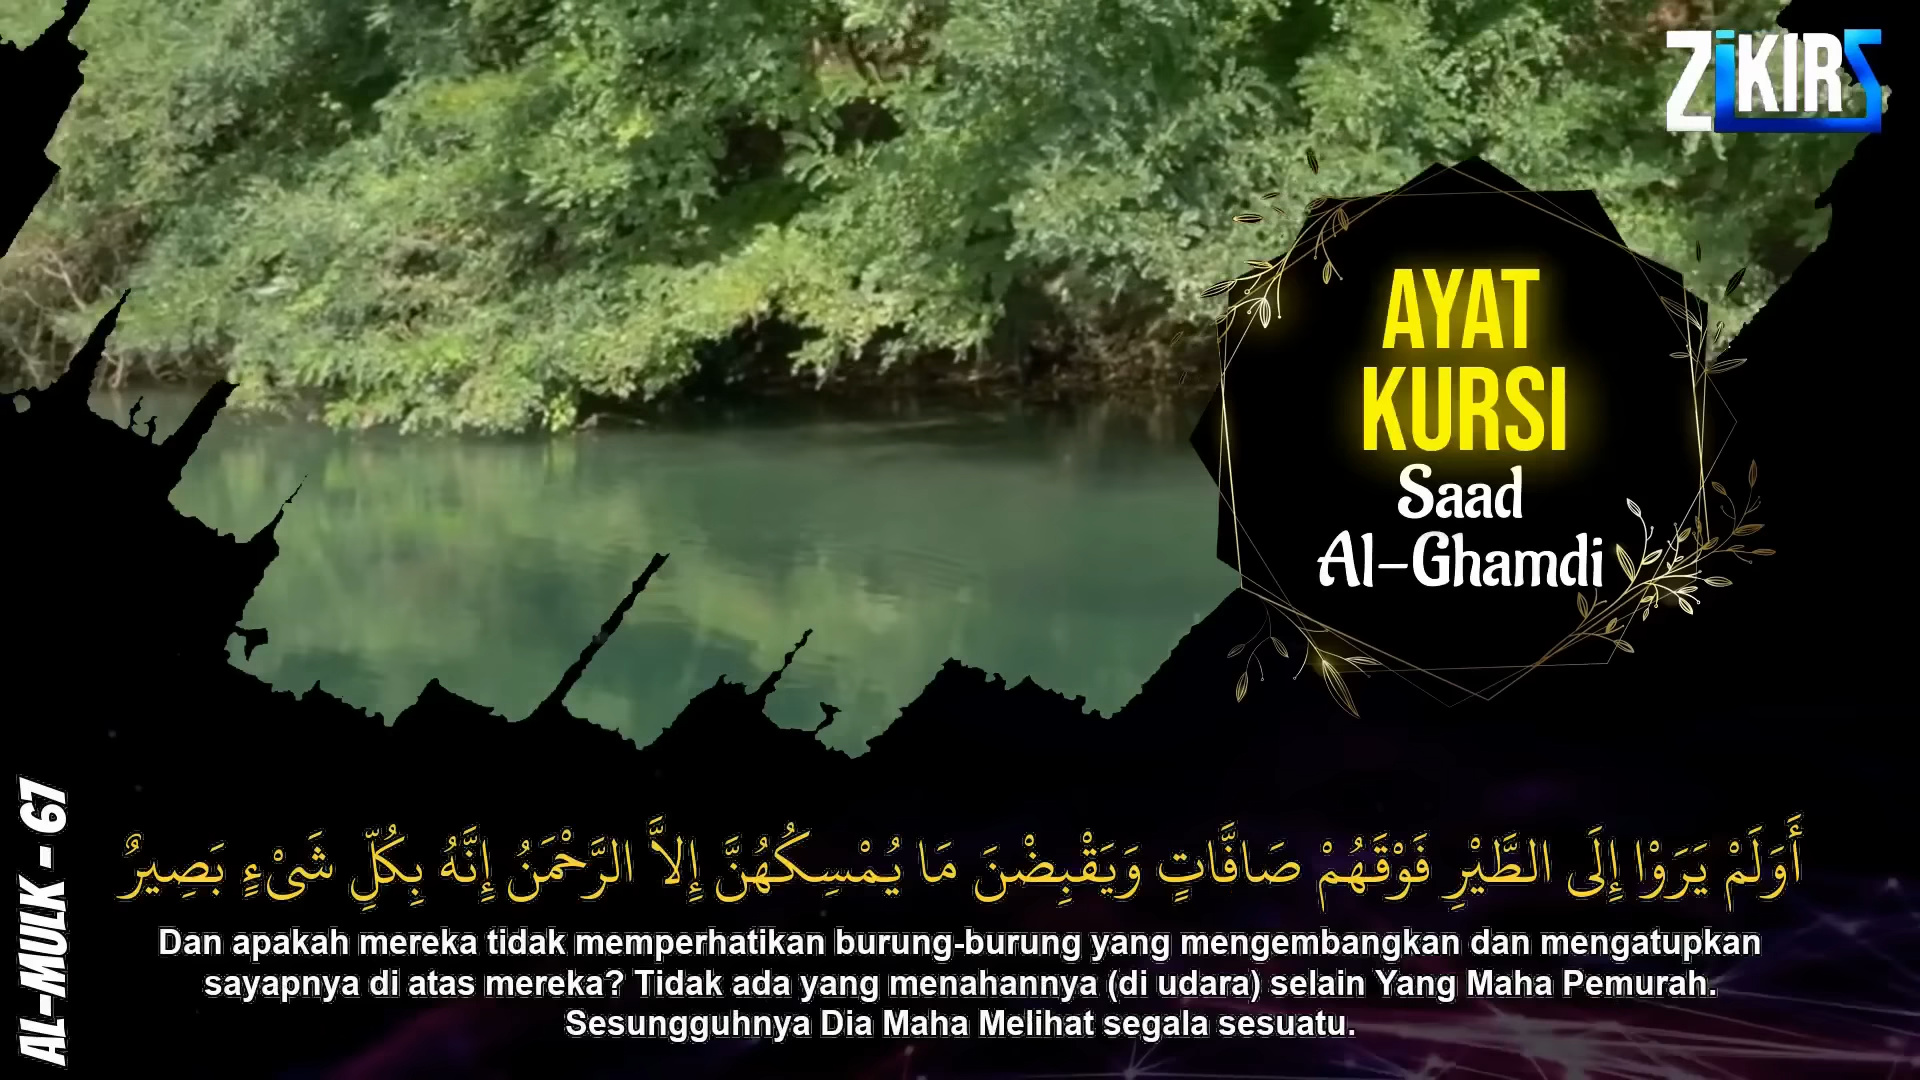 ZiKIRS
AYAT
KURSI
Saad
Al-Ghamdi
أَوَلَمْ يَرَوْا إِلَى الطَّيْرِ فَوْقَهُمْ صَافَّاتٍ وَيَقْبِضْنَ مَا يُمْسِكُهُنَّ إِلاَّ الرَّحْمَنُ إِنَّهُ بِكُلِّ شَىْءٍ بَصِيرٌ
Dan apakah mereka tidak memperhatikan burung-burung yang mengembangkan dan mengatupkan
sayapnya di atas mereka? Tidak ada yang menahannya (di udara) selain Yang Maha Pemurah.
Sesungguhnya Dia Maha Melihat segala sesuatu.
AL-MULK - 67